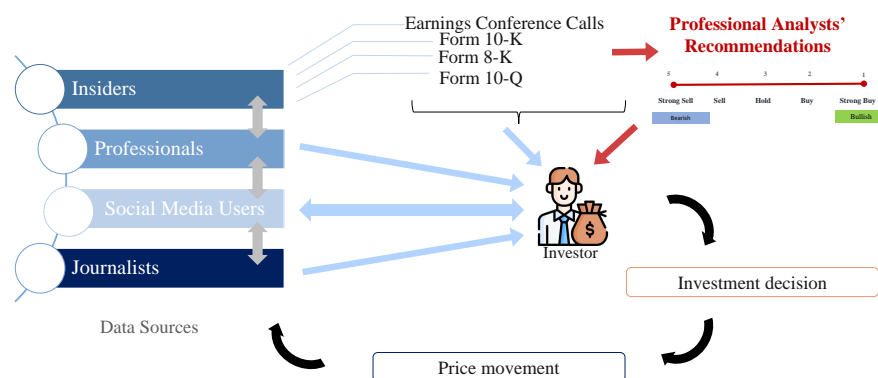 Earnings Conference Calls
Form 10-K
Form 8-K
Form 10-Q
Professional Analysts’
Recommendations
5 4 3 2 1
Strong Sell Sell Hold Buy Strong Buy
Bearish Bullish
Insiders
Professionals
Social Media Users
Journalists
Data Sources
$
Investor
Investment decision
Price movement